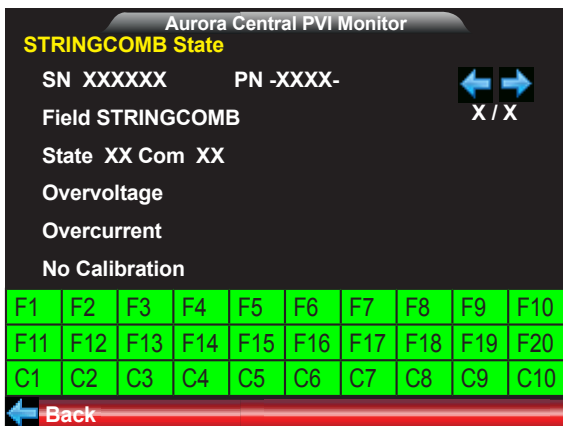 Aurora Central PVI Monitor
STRINGCOMB State
SN XXXXXX PN -XXXX-
Field STRINGCOMB X / X
State XX Com XX
Overvoltage
Overcurrent
No Calibration
F1 F2 F3 F4 F5 F6 F7 F8 F9 F10
F11 F12 F13 F14 F15 F16 F17 F18 F19 F20
C1 C2 C3 C4 C5 C6 C7 C8 C9 C10
Back